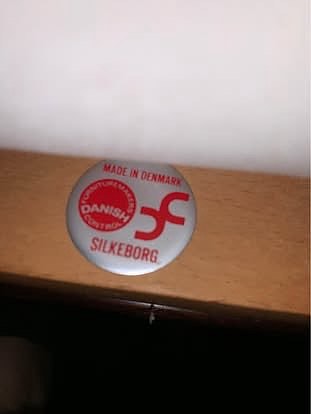 MADE IN DENMARK
FURNITUREMAKERS
DANISH
CONTROL
SILKEBORG